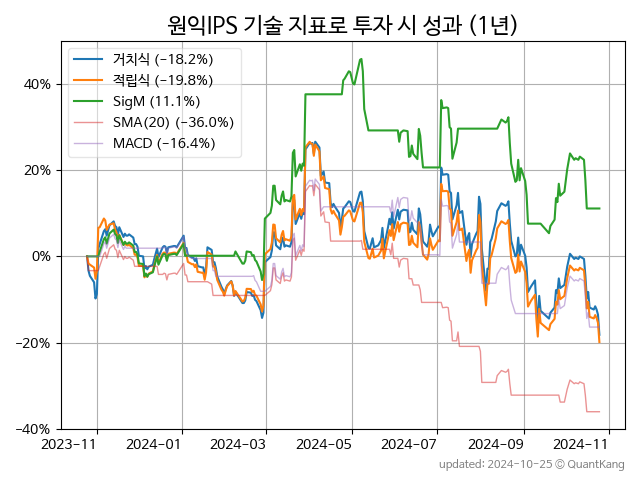 원익IPS 기술 지표로 투자 시 성과 (1년)
거치식 (−18.2%)
적립식 (−19.8%)
SigM (11.1%)
SMA(20) (−36.0%)
MACD (−16.4%)
40%
20%
0%
−20%
−40%
2023-11 2024-01 2024-03 2024-05 2024-07 2024-09 2024-11
updated: 2024-10-25 © QuantKang